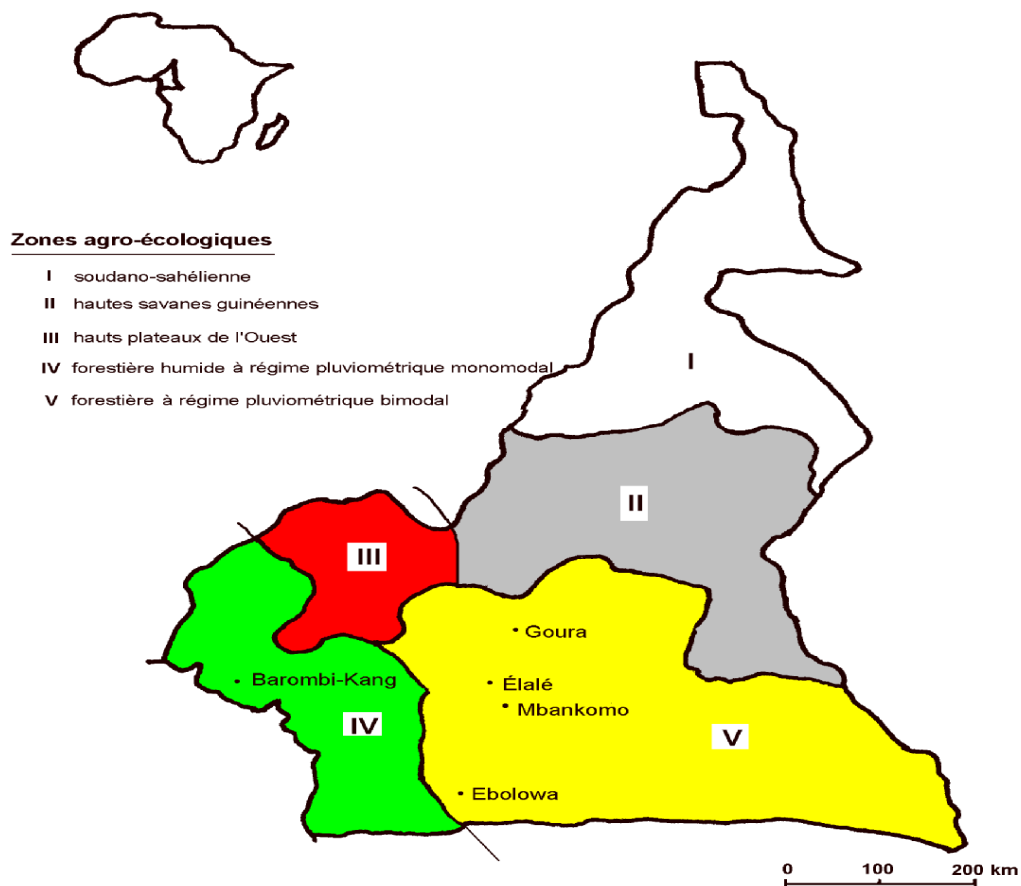 Zones agro-écologiques
I soudano-sahélienne
II hautes savanes guinéennes
III hauts plateaux de l'Ouest
IV forestière humide à régime pluviométrique monomodal
V forestière à régime pluviométrique bimodal
I
II
III
Goura
Barombi-Kang
Élalé
Mbankomo
IV
V
Ebolowa
0 100 200 km